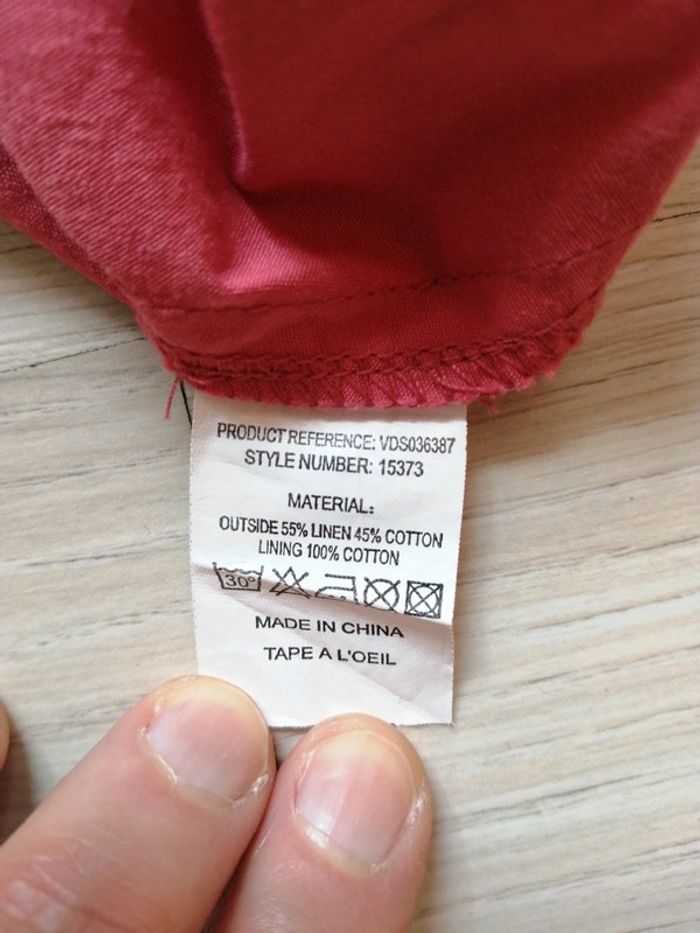 PRODUCT REFERENCE: VDS036387
STYLE NUMBER: 15373
MATERIAL:
OUTSIDE 55% LINEN 45% COTTON
LINING 100% COTTON
30°
MADE IN CHINA
TAPE A L'OEIL